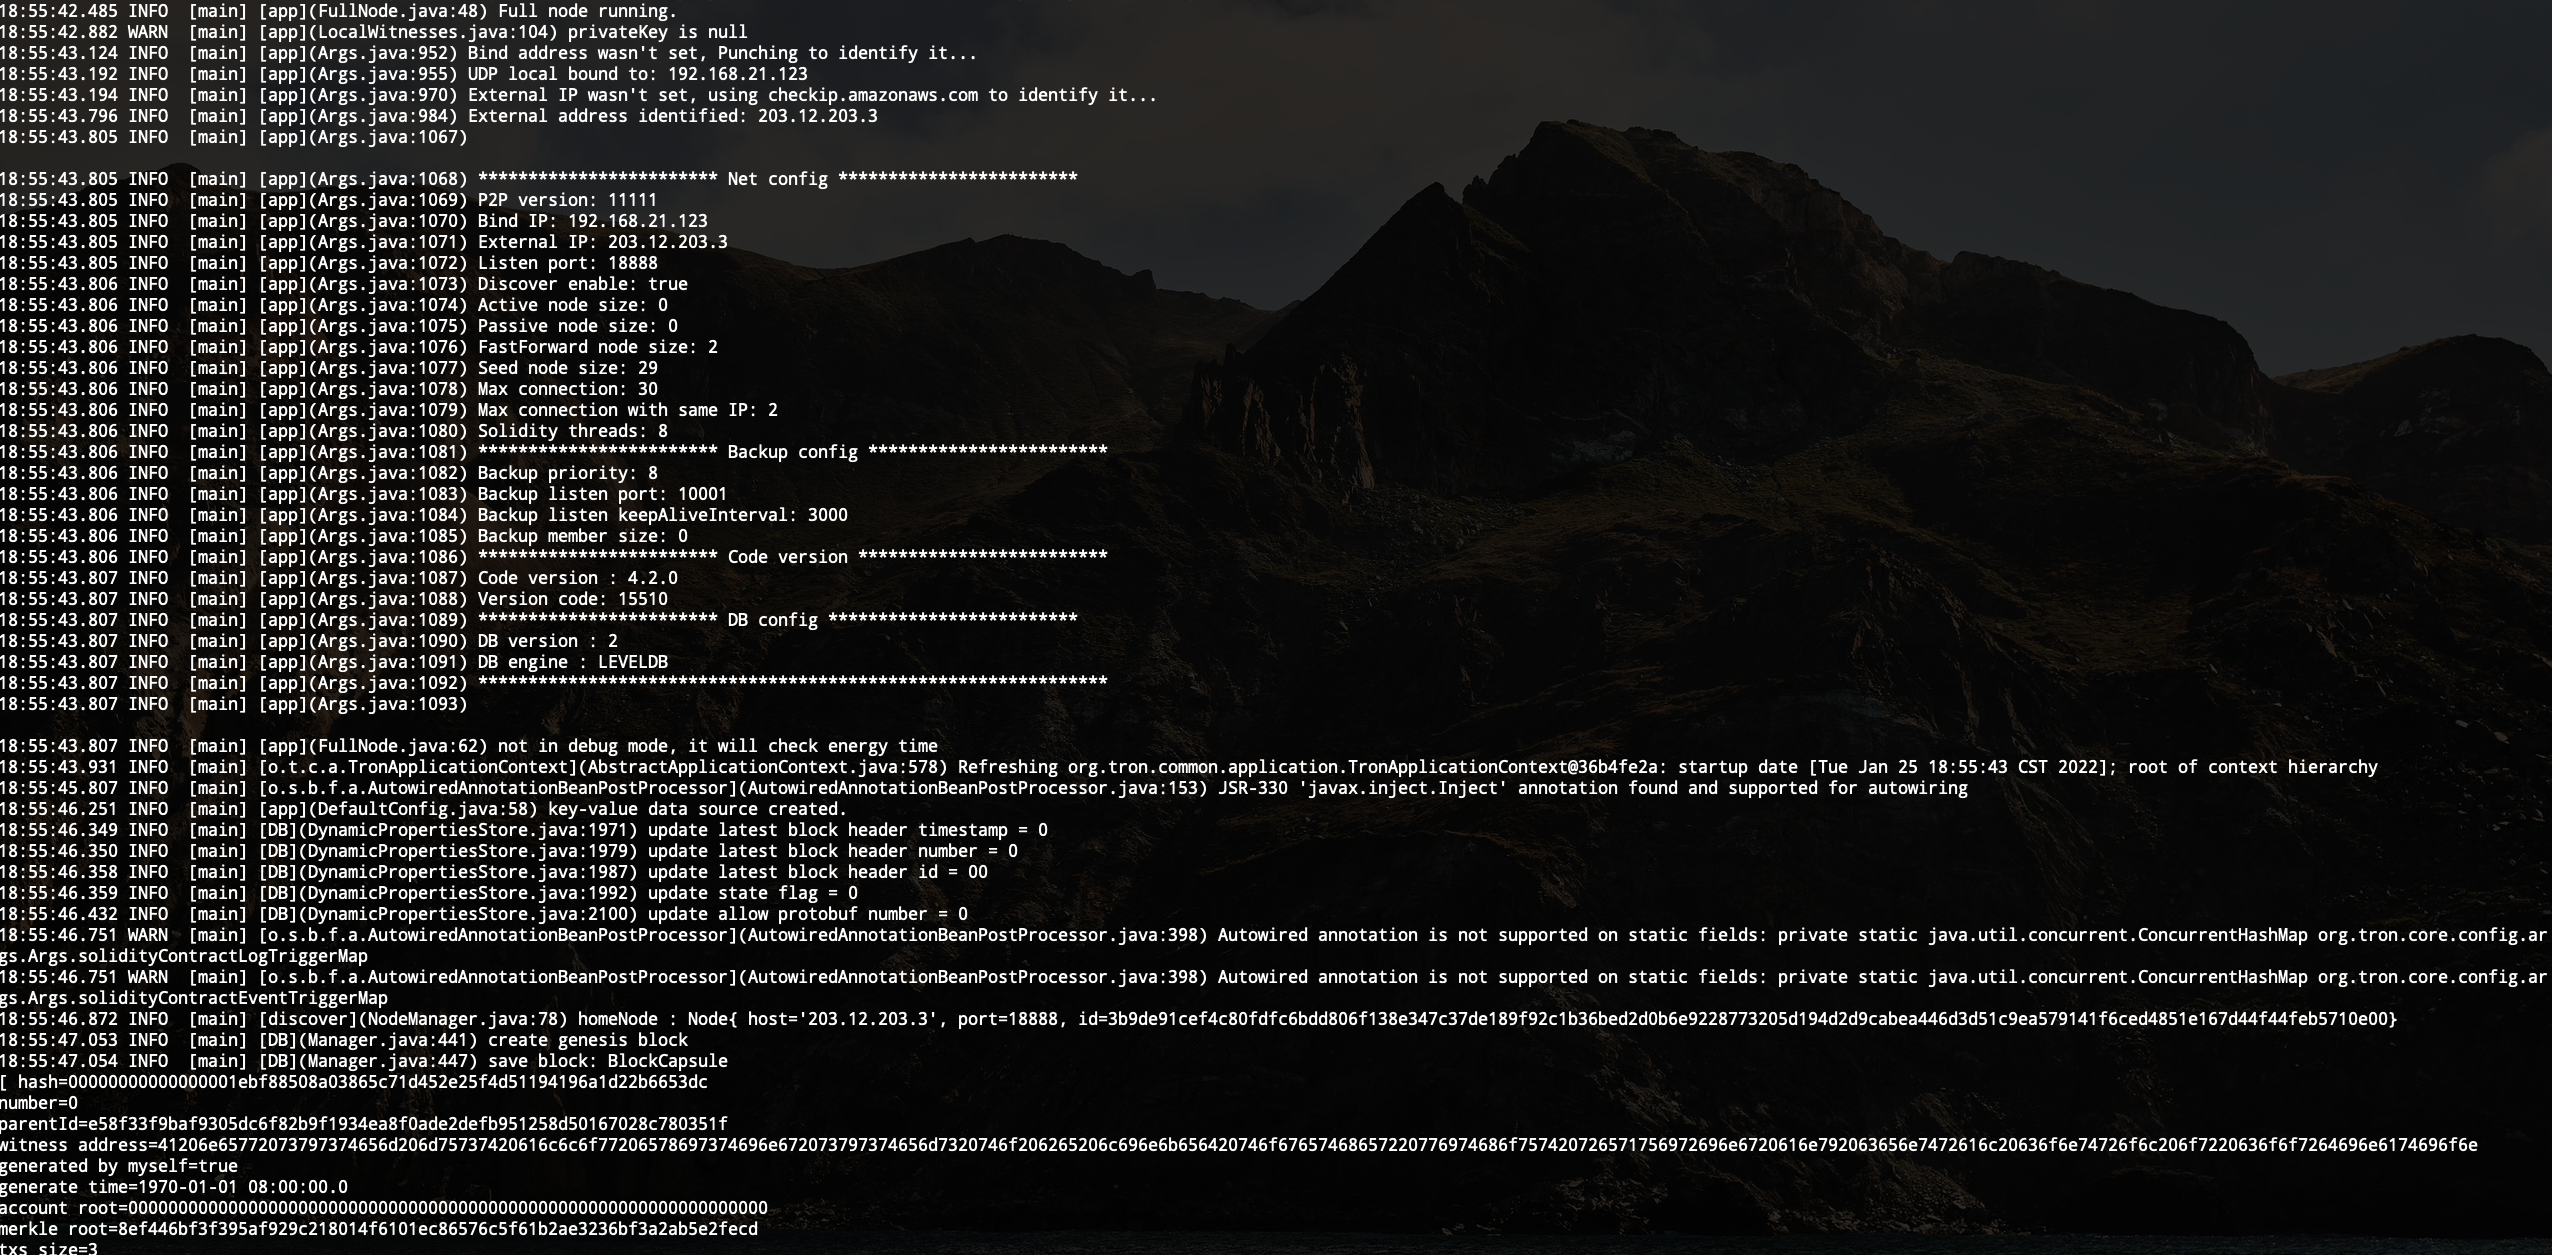 18:55:42.485 INFO  [main] [app](FullNode.java:48) Full node running.
18:55:42.882 WARN  [main] [app](LocalWitnesses.java:104) privateKey is null
18:55:43.124 INFO  [main] [app](Args.java:952) Bind address wasn't set, Punching to identify it...
18:55:43.192 INFO  [main] [app](Args.java:955) UDP local bound to: 192.168.21.123
18:55:43.194 INFO  [main] [app](Args.java:970) External IP wasn't set, using checkip.amazonaws.com to identify it...
18:55:43.796 INFO  [main] [app](Args.java:984) External address identified: 203.12.203.3
18:55:43.805 INFO  [main] [app](Args.java:1067)
18:55:43.805 INFO  [main] [app](Args.java:1068) ************************ Net config ************************
18:55:43.805 INFO  [main] [app](Args.java:1069) P2P version: 11111
18:55:43.805 INFO  [main] [app](Args.java:1070) Bind IP: 192.168.21.123
18:55:43.805 INFO  [main] [app](Args.java:1071) External IP: 203.12.203.3
18:55:43.805 INFO  [main] [app](Args.java:1072) Listen port: 18888
18:55:43.806 INFO  [main] [app](Args.java:1073) Discover enable: true
18:55:43.806 INFO  [main] [app](Args.java:1074) Active node size: 0
18:55:43.806 INFO  [main] [app](Args.java:1075) Passive node size: 0
18:55:43.806 INFO  [main] [app](Args.java:1076) FastForward node size: 2
18:55:43.806 INFO  [main] [app](Args.java:1077) Seed node size: 29
18:55:43.806 INFO  [main] [app](Args.java:1078) Max connection: 30
18:55:43.806 INFO  [main] [app](Args.java:1079) Max connection with same IP: 2
18:55:43.806 INFO  [main] [app](Args.java:1080) Solidity threads: 8
18:55:43.806 INFO  [main] [app](Args.java:1081) ************************ Backup config ************************
18:55:43.806 INFO  [main] [app](Args.java:1082) Backup priority: 8
18:55:43.806 INFO  [main] [app](Args.java:1083) Backup listen port: 10001
18:55:43.806 INFO  [main] [app](Args.java:1084) Backup listen keepAliveInterval: 3000
18:55:43.806 INFO  [main] [app](Args.java:1085) Backup member size: 0
18:55:43.806 INFO  [main] [app](Args.java:1086) ************************ Code version *************************
18:55:43.807 INFO  [main] [app](Args.java:1087) Code version : 4.2.0
18:55:43.807 INFO  [main] [app](Args.java:1088) Version code: 15510
18:55:43.807 INFO  [main] [app](Args.java:1089) ************************ DB config *************************
18:55:43.807 INFO  [main] [app](Args.java:1090) DB version : 2
18:55:43.807 INFO  [main] [app](Args.java:1091) DB engine : LEVELDB
18:55:43.807 INFO  [main] [app](Args.java:1092) ***************************************************************
18:55:43.807 INFO  [main] [app](Args.java:1093)
18:55:43.807 INFO  [main] [app](FullNode.java:62) not in debug mode, it will check energy time
18:55:43.931 INFO  [main] [o.t.c.a.TronApplicationContext](AbstractApplicationContext.java:578) Refreshing org.tron.common.application.TronApplicationContext@36b4fe2a: startup date [Tue Jan 25 18:55:43 CST 2022]; root of context hierarchy
18:55:45.807 INFO  [main] [o.s.b.f.a.AutowiredAnnotationBeanPostProcessor](AutowiredAnnotationBeanPostProcessor.java:153) JSR-330 'javax.inject.Inject' annotation found and supported for autowiring
18:55:46.251 INFO  [main] [app](DefaultConfig.java:58) key-value data source created.
18:55:46.349 INFO  [main] [DB](DynamicPropertiesStore.java:1971) update latest block header timestamp = 0
18:55:46.350 INFO  [main] [DB](DynamicPropertiesStore.java:1979) update latest block header number = 0
18:55:46.358 INFO  [main] [DB](DynamicPropertiesStore.java:1987) update latest block header id = 00
18:55:46.359 INFO  [main] [DB](DynamicPropertiesStore.java:1992) update state flag = 0
18:55:46.432 INFO  [main] [DB](DynamicPropertiesStore.java:2100) update allow protobuf number = 0
18:55:46.751 WARN  [main] [o.s.b.f.a.AutowiredAnnotationBeanPostProcessor](AutowiredAnnotationBeanPostProcessor.java:398) Autowired annotation is not supported on static fields: private static java.util.concurrent.ConcurrentHashMap org.tron.core.config.ar
gs.Args.solidityContractLogTriggerMap
18:55:46.751 WARN  [main] [o.s.b.f.a.AutowiredAnnotationBeanPostProcessor](AutowiredAnnotationBeanPostProcessor.java:398) Autowired annotation is not supported on static fields: private static java.util.concurrent.ConcurrentHashMap org.tron.core.config.ar
gs.Args.solidityContractEventTriggerMap
18:55:46.872 INFO  [main] [discover](NodeManager.java:78) homeNode : Node{ host='203.12.203.3', port=18888, id=3b9de91cef4c80fdfc6bdd806f138e347c37de189f92c1b36bed2d0b6e9228773205d194d2d9cabea446d3d51c9ea579141f6ced4851e167d44f44feb5710e00}
18:55:47.053 INFO  [main] [DB](Manager.java:441) create genesis block
18:55:47.054 INFO  [main] [DB](Manager.java:447) save block: BlockCapsule
[ hash=00000000000000001ebf88508a03865c71d452e25f4d51194196a1d22b6653dc
number=0
parentId=e58f33f9baf9305dc6f82b9f1934ea8f0ade2defb951258d50167028c780351f
witness address=41206e65772073797374656d206d75737420616c6c6f77206578697374696e672073797374656d7320746f206265206c696e6b656420746f67657468657220776974686f757420726571756972696e6720616e792063656e7472616c20636f6e74726f6c206f7220636f6f7264696e6174696f6e
generated by myself=true
generate time=1970-01-01 08:00:00.0
account root=0000000000000000000000000000000000000000000000000000000000000000
merkle root=8ef446bf3f395af929c218014f6101ec86576c5f61b2ae3236bf3a2ab5e2fecd
txs size=3